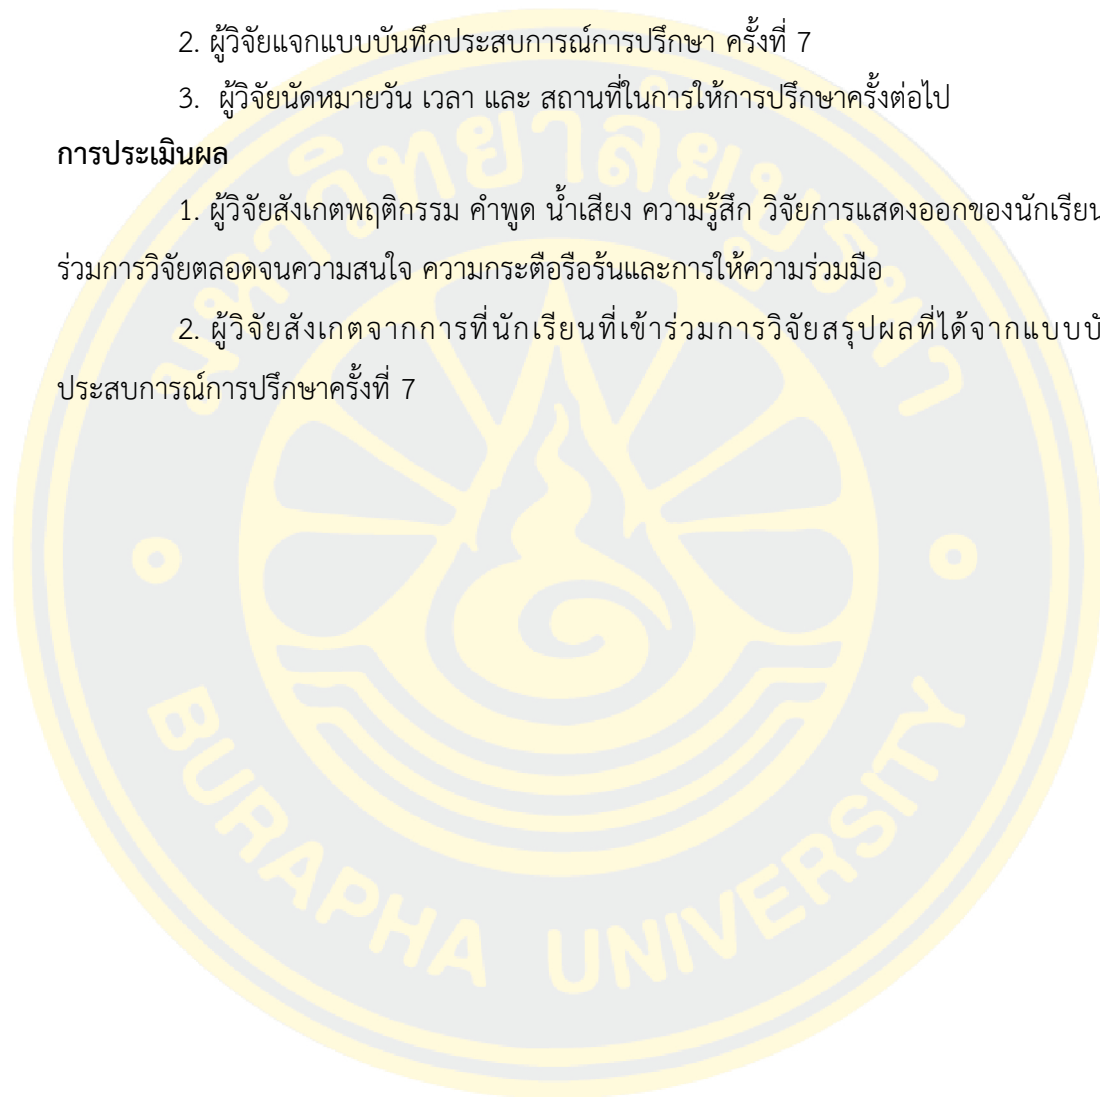 2. ผู้วิจัยแจกแบบบันทึกประสบการณ์การปรึกษา ครั้งที่ 7
3. ผู้วิจัยนัดหมายวัน เวลา และ สถานที่ในการให้การปรึกษาครั้งต่อไป
การประเมินผล
1. ผู้วิจัยสังเกตพฤติกรรม คำพูด น้ำเสียง ความรู้สึก วิจัยการแสดงออกของนักเรียน
ร่วมการวิจัยตลอดจนความสนใจ ความกระตือรือร้นและการให้ความร่วมมือ
2. ผู้วิจัยสังเกตจากการที่นักเรียนที่เข้าร่วมการวิจัยสรุปผลที่ได้จากแบบบั
ประสบการณ์การปรึกษาครั้งที่ 7
มหาวิทยาลัยบูรพา
BURAPHA UNIVERSITY